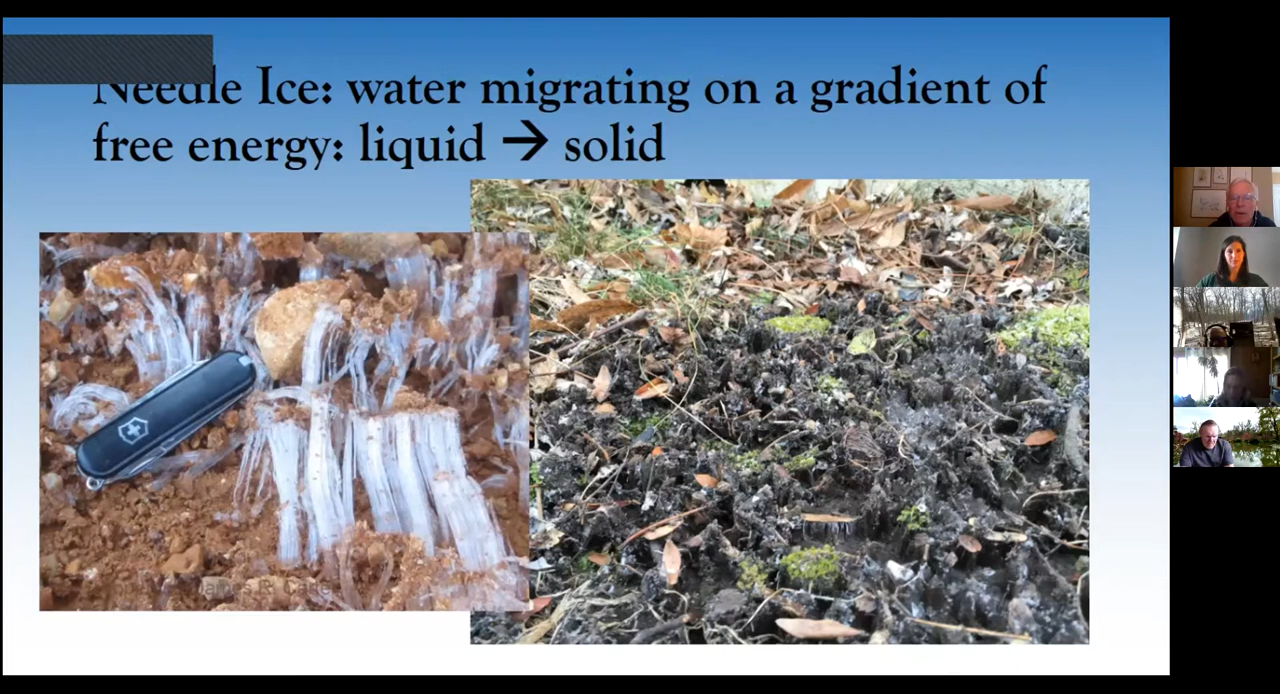 Needle Ice: water migrating on a gradient of
free energy: liquid → solid